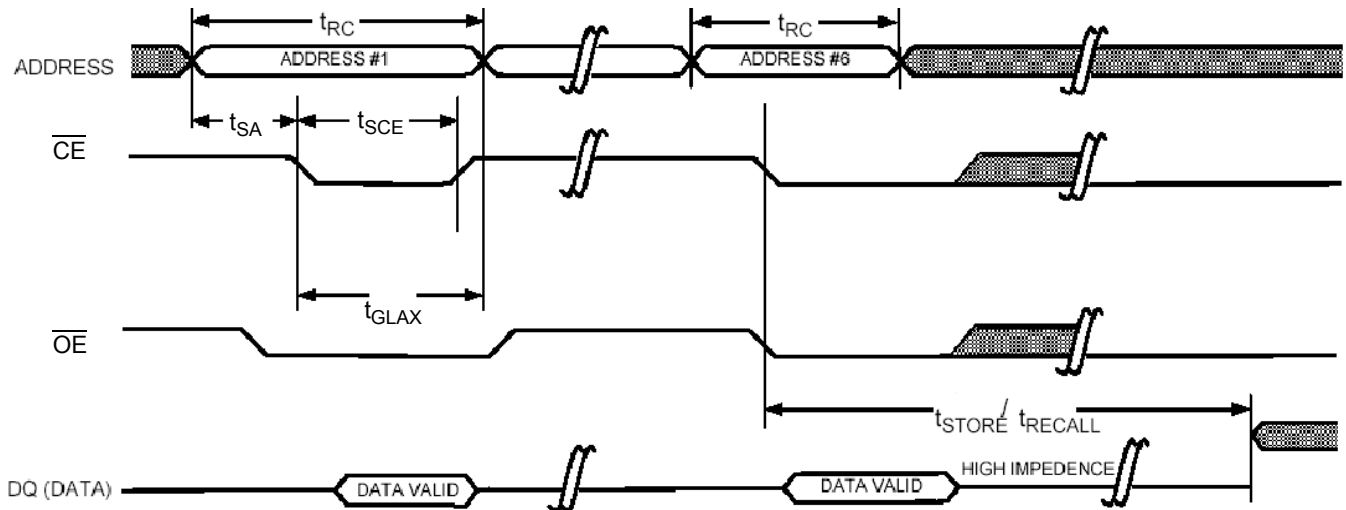 tRC
tRC
ADDRESS
ADDRESS #1
ADDRESS #6
tSA
tSCE
CE
tGLAX
OE
tSTORE / tRECALL
HIGH IMPEDENCE
DQ (DATA)
DATA VALID
DATA VALID